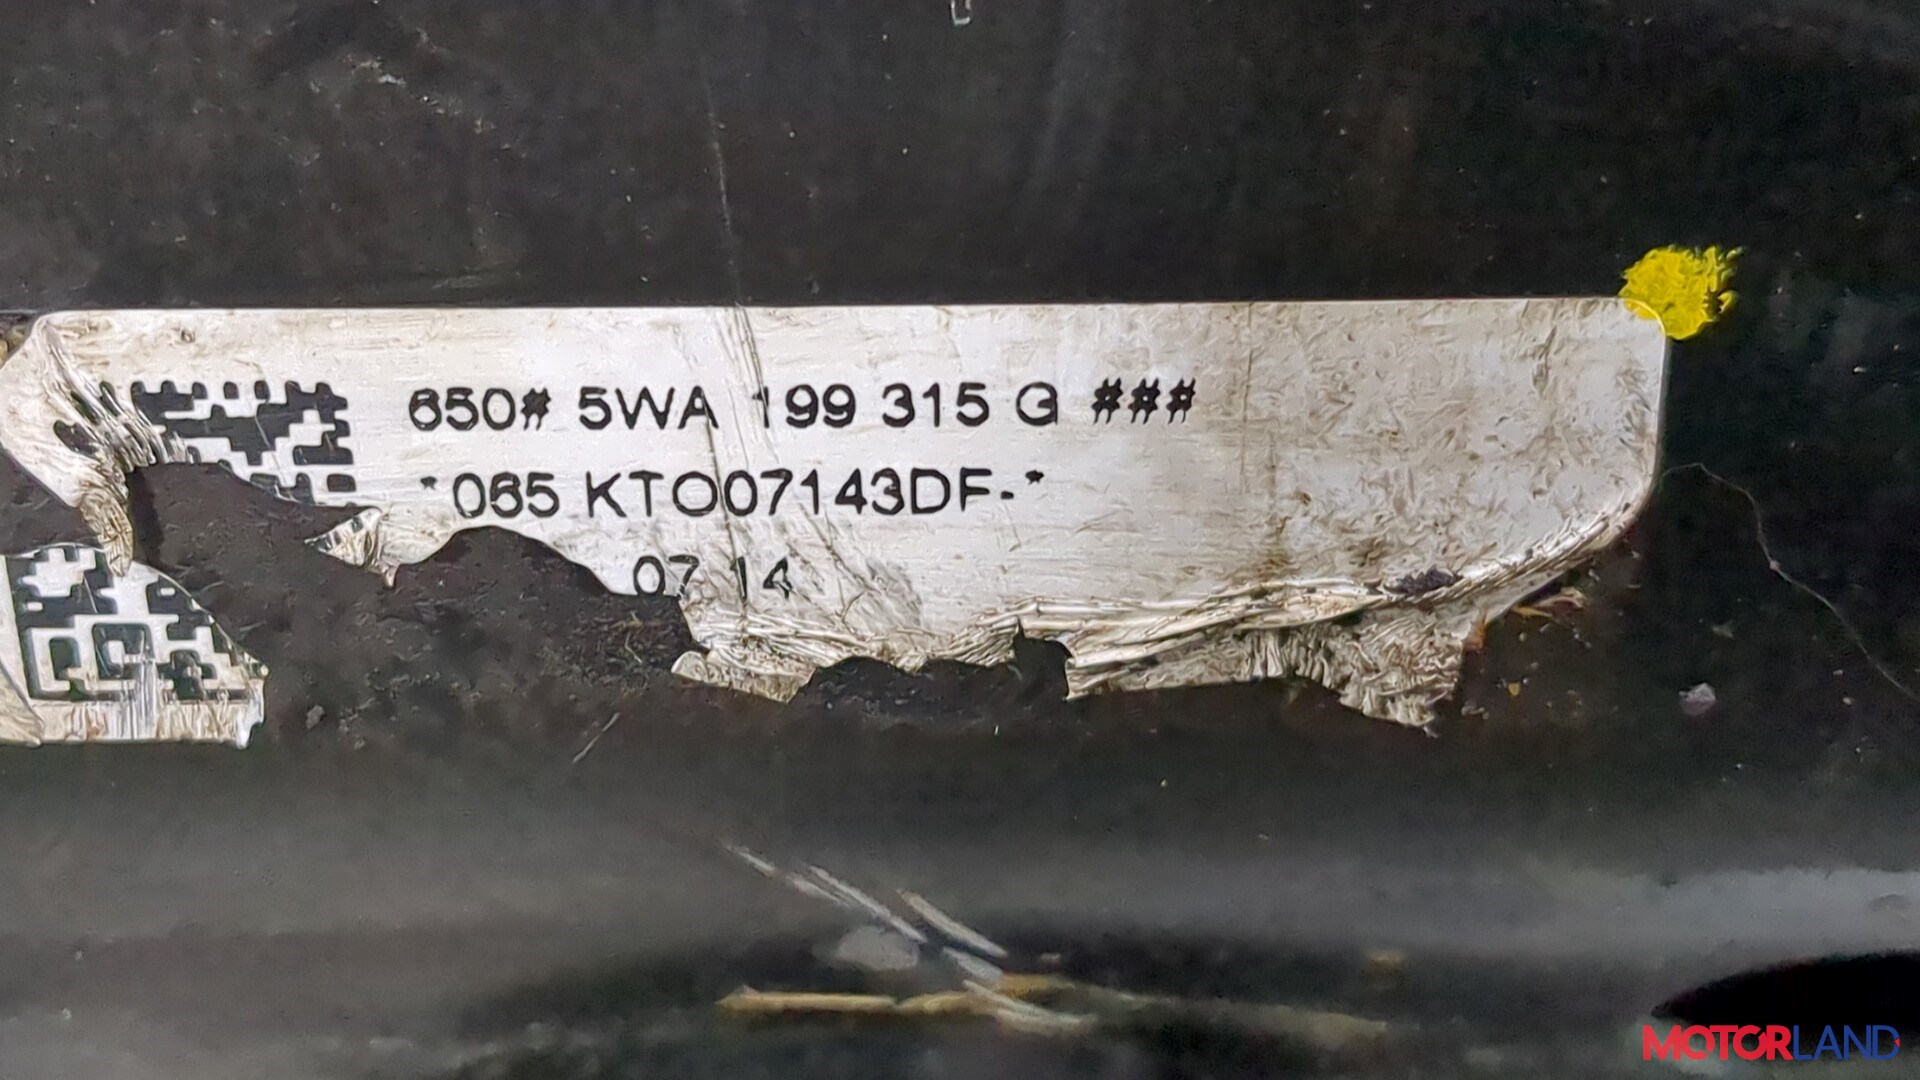 650# 5WA 199 315 G ###
*065 KTO07143DF-*
07 14
MOTORLAND